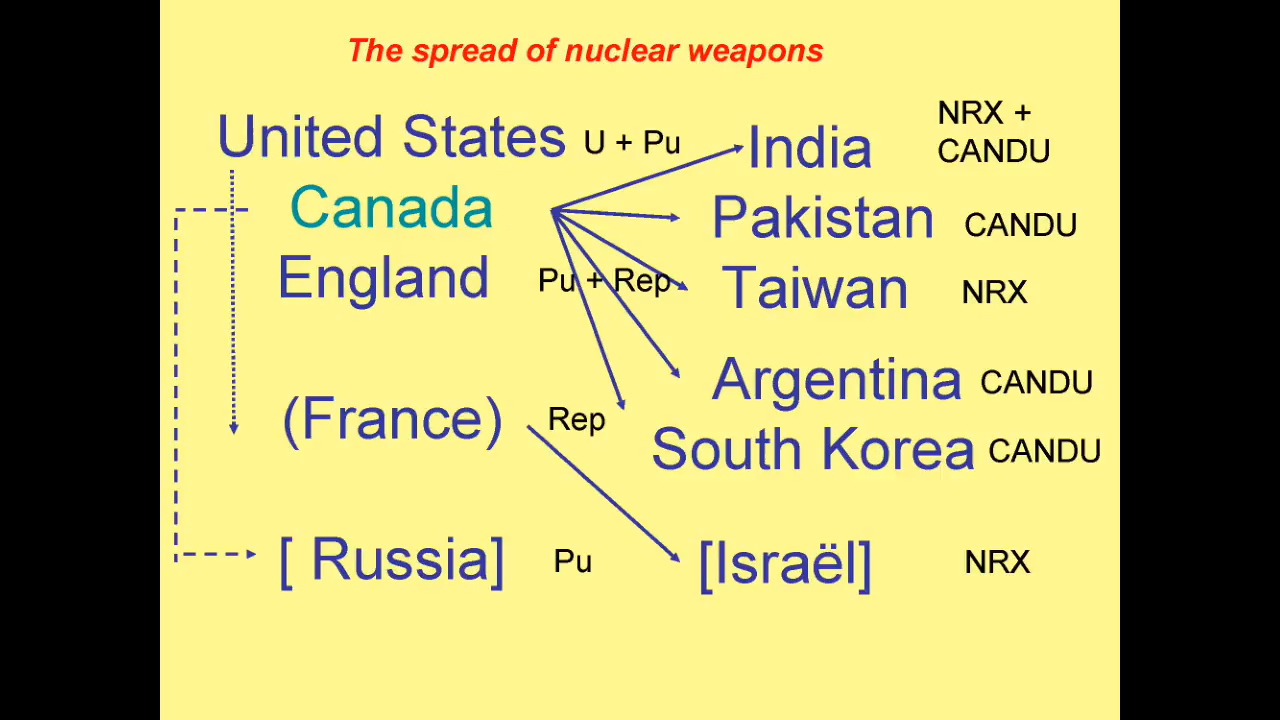 The spread of nuclear weapons
United States U + Pu India NRX +
CANDU
Canada Pakistan CANDU
England Pu + Rep Taiwan NRX
Argentina CANDU
(France) Rep South Korea CANDU
[ Russia] Pu [Israël] NRX